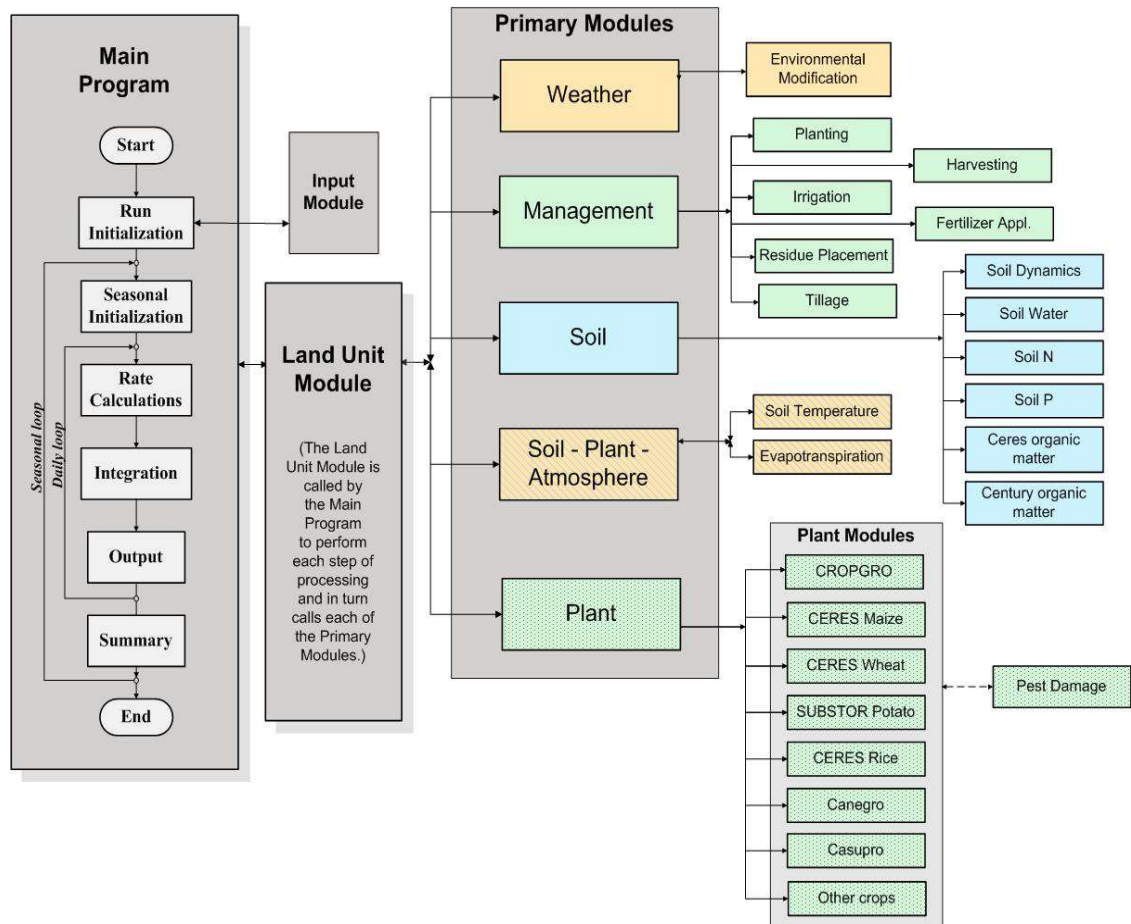 Main
Program
Start
Run
Initialization
Seasonal
Initialization
Rate
Calculations
Integration
Output
Summary
End
Seasonal loop
Daily loop
Input
Module
Land Unit
Module
(The Land
Unit Module is
called by
the Main
Program
to perform
each step of
processing
and in turn
calls each of
the Primary
Modules.)
Primary Modules
Weather
Management
Soil
Soil - Plant -
Atmosphere
Plant
Environmental
Modification
Planting
Harvesting
Irrigation
Fertilizer Appl.
Residue Placement
Tillage
Soil Dynamics
Soil Water
Soil N
Soil P
Ceres organic
matter
Century organic
matter
Soil Temperature
Evapotranspiration
Plant Modules
CROPGRO
CERES Maize
CERES Wheat
SUBSTOR Potato
CERES Rice
Canegro
Casupro
Other crops
Pest Damage